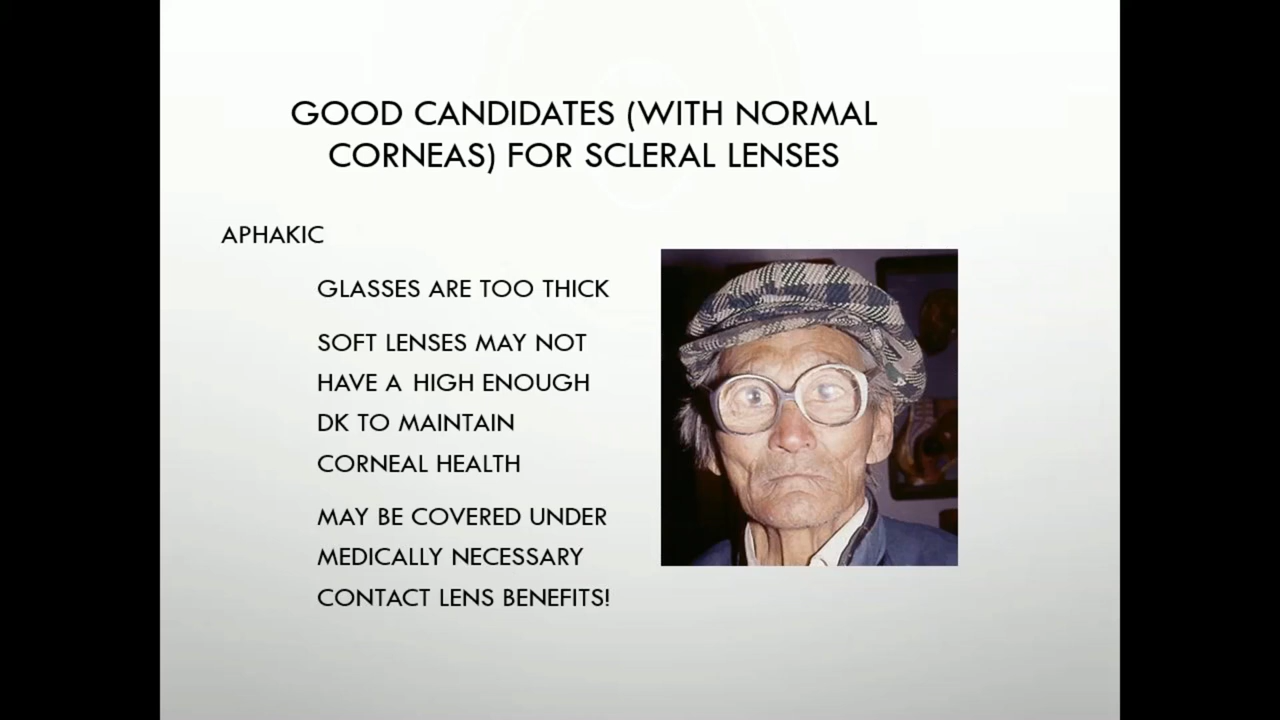 GOOD CANDIDATES (WITH NORMAL
CORNEAS) FOR SCLERAL LENSES
APHAKIC
GLASSES ARE TOO THICK
SOFT LENSES MAY NOT
HAVE A HIGH ENOUGH
DK TO MAINTAIN
CORNEAL HEALTH
MAY BE COVERED UNDER
MEDICALLY NECESSARY
CONTACT LENS BENEFITS!